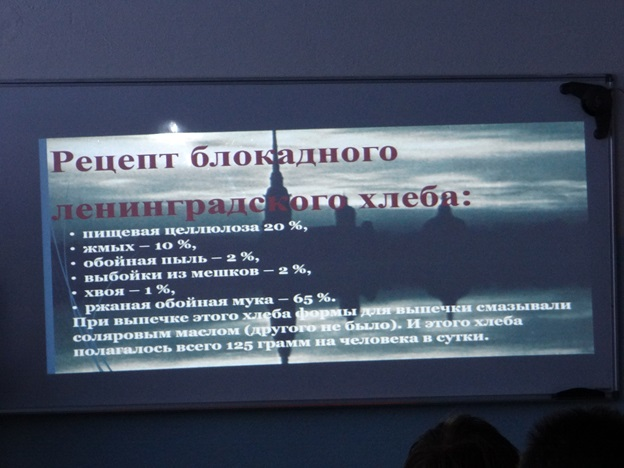 Рецепт блокадного
ленинградского хлеба:
• пищевая целлюлоза 20 %,
• жмых – 10 %,
• обойная пыль – 2 %,
• выбойки из мешков – 2 %,
• хвоя – 1 %,
ржаная обойная мука – 65 %.
При выпечке этого хлеба формы для выпечки смазывали
соляровым маслом (другого не было). И этого хлеба
полагалось всего 125 грамм на человека в сутки.